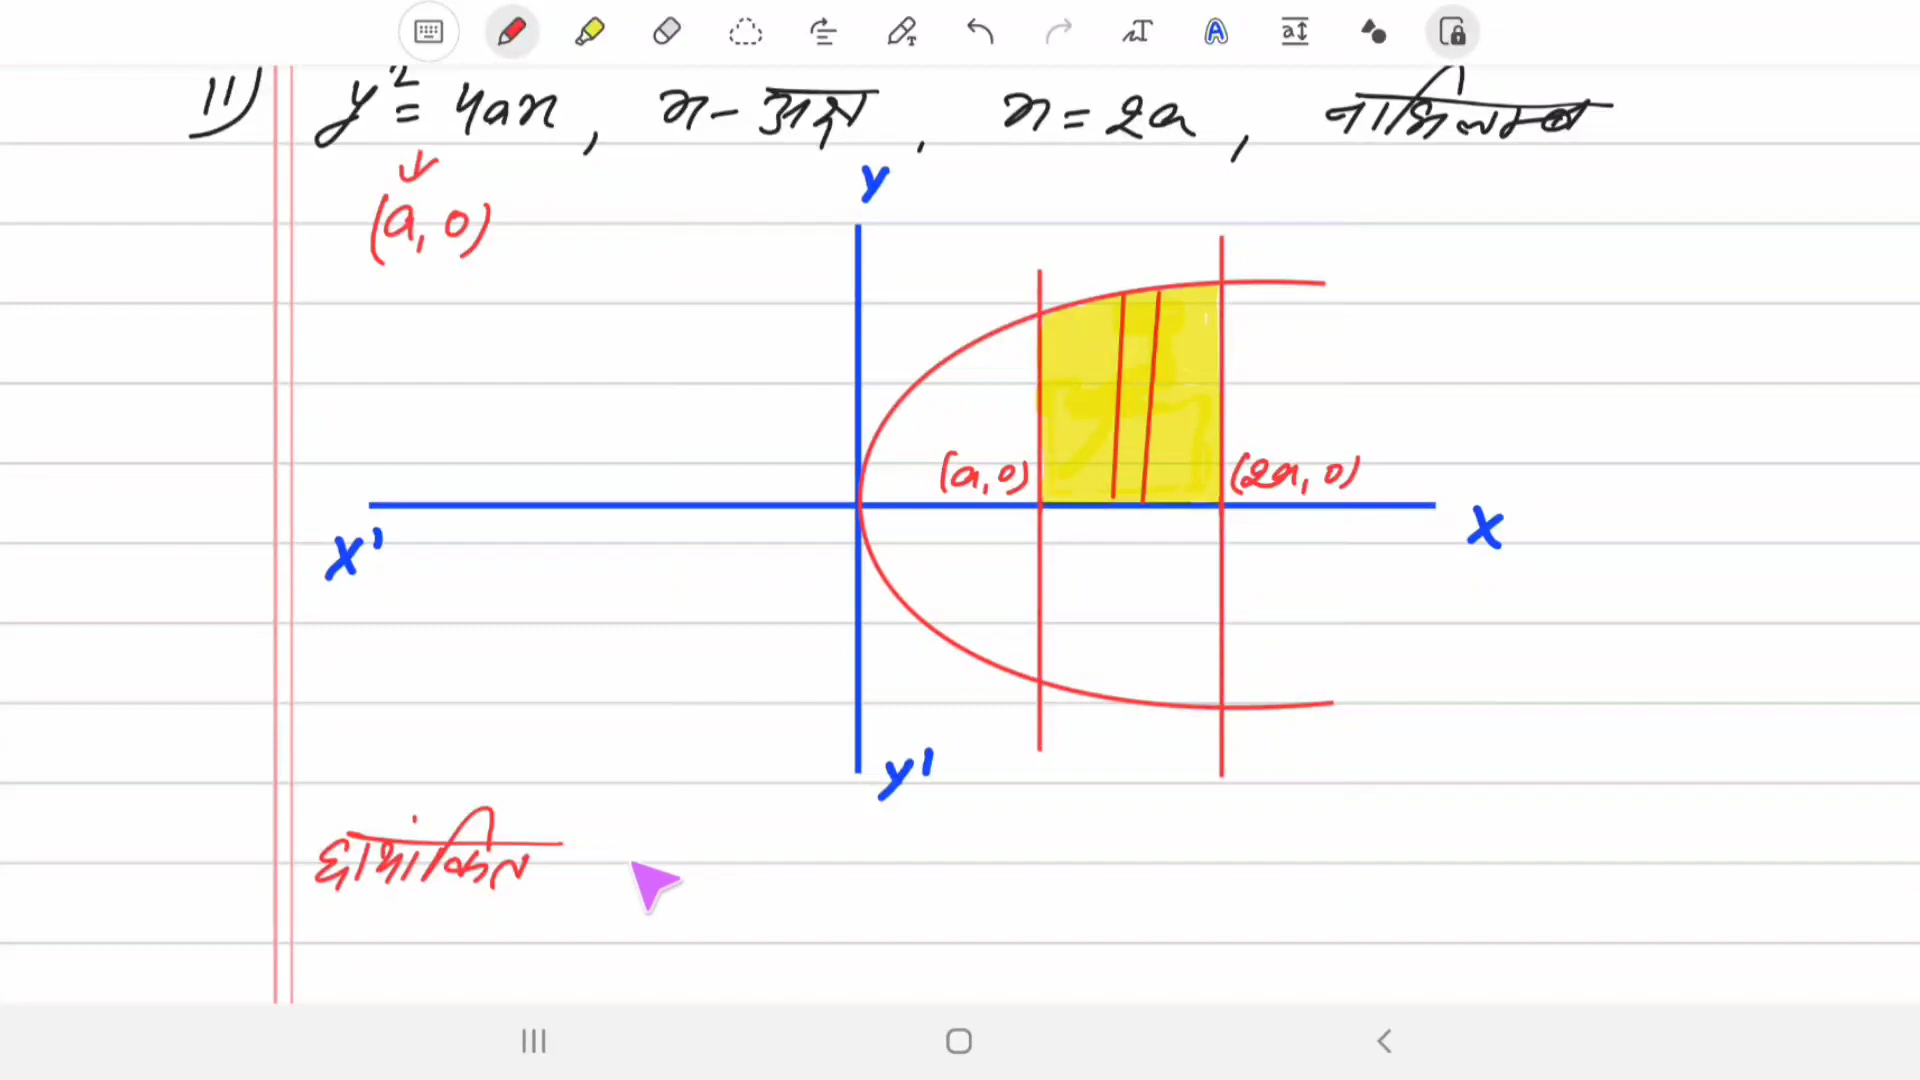 11) y² = 4ax, x-अक्ष, x = 2a, नाभिलम्ब
(a, 0)
y
(a, 0) (2a, 0)
X' X
y'